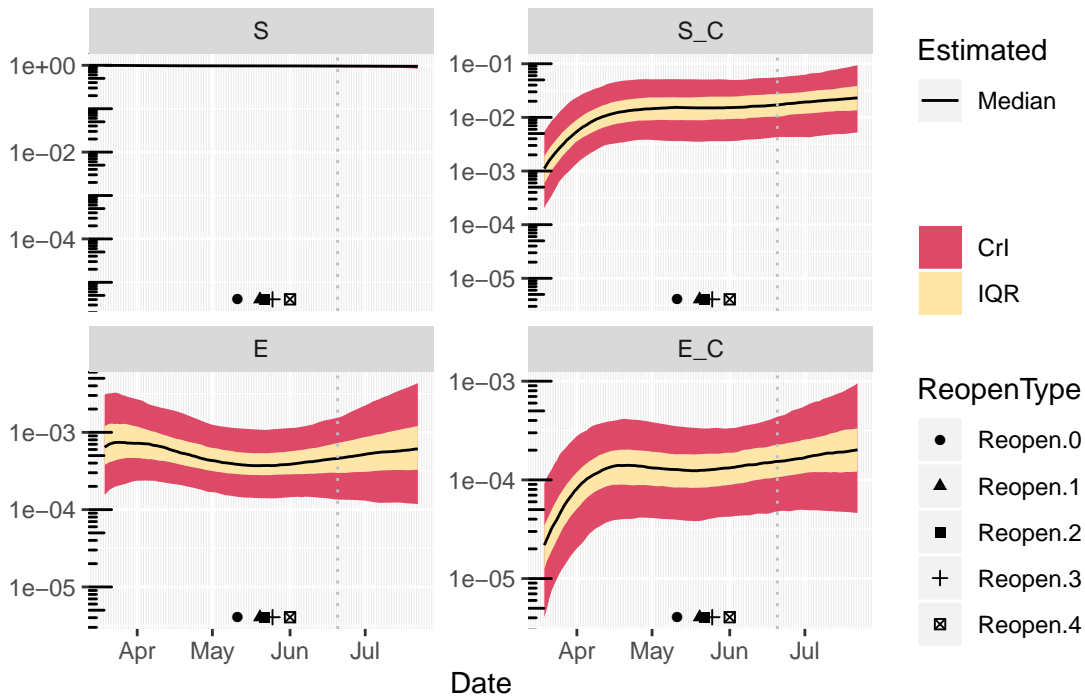 S
S_C
1e+00
1e−02
1e−04
1e−01
1e−02
1e−03
1e−04
1e−05
E
E_C
1e−03
1e−04
1e−05
1e−03
1e−04
1e−05
Apr May Jun Jul
Apr May Jun Jul
Date
Estimated
Median
CrI
IQR
ReopenType
Reopen.0
Reopen.1
Reopen.2
Reopen.3
Reopen.4